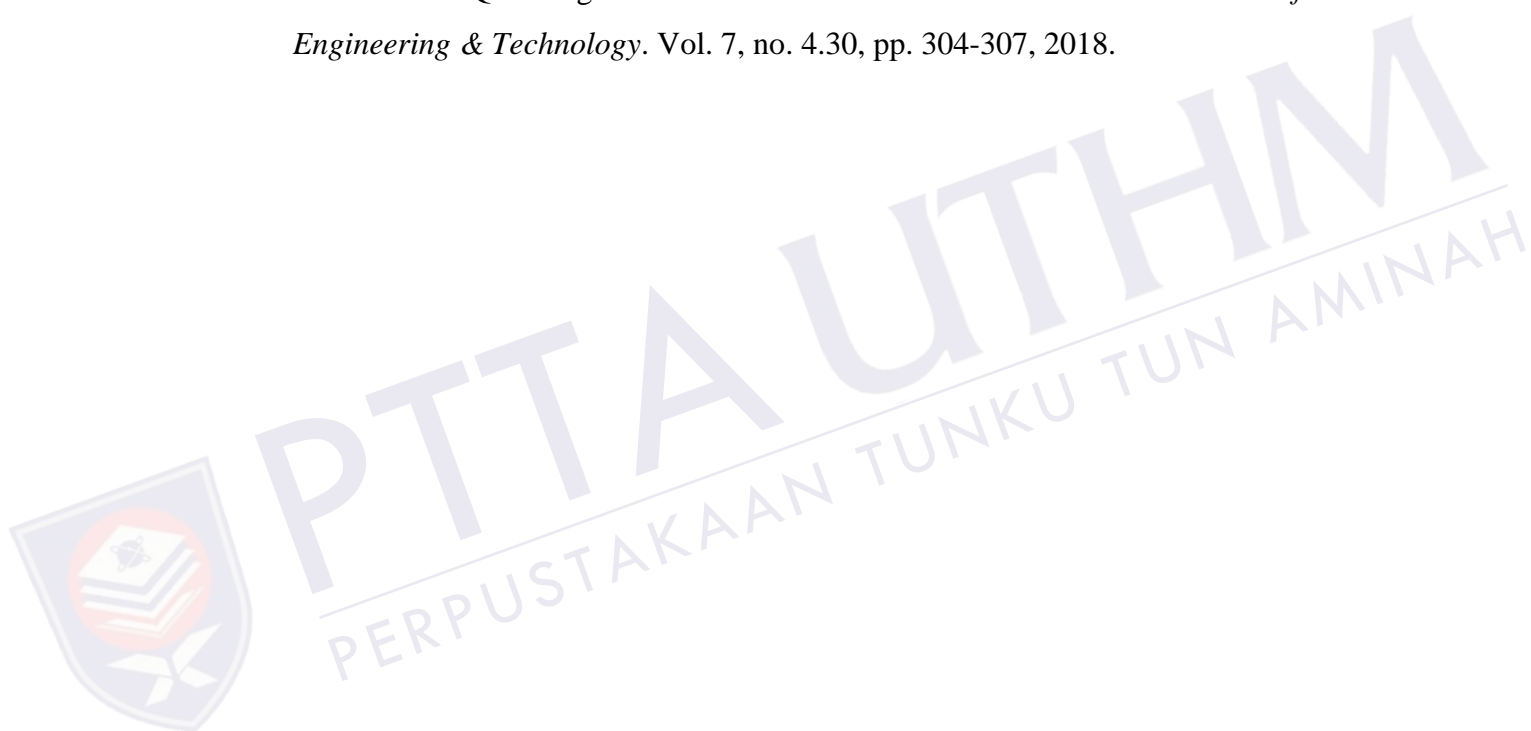 Engineering & Technology. Vol. 7, no. 4.30, pp. 304-307, 2018.
PTTA UTHM
PERPUSTAKAAN TUNKU TUN AMINAH